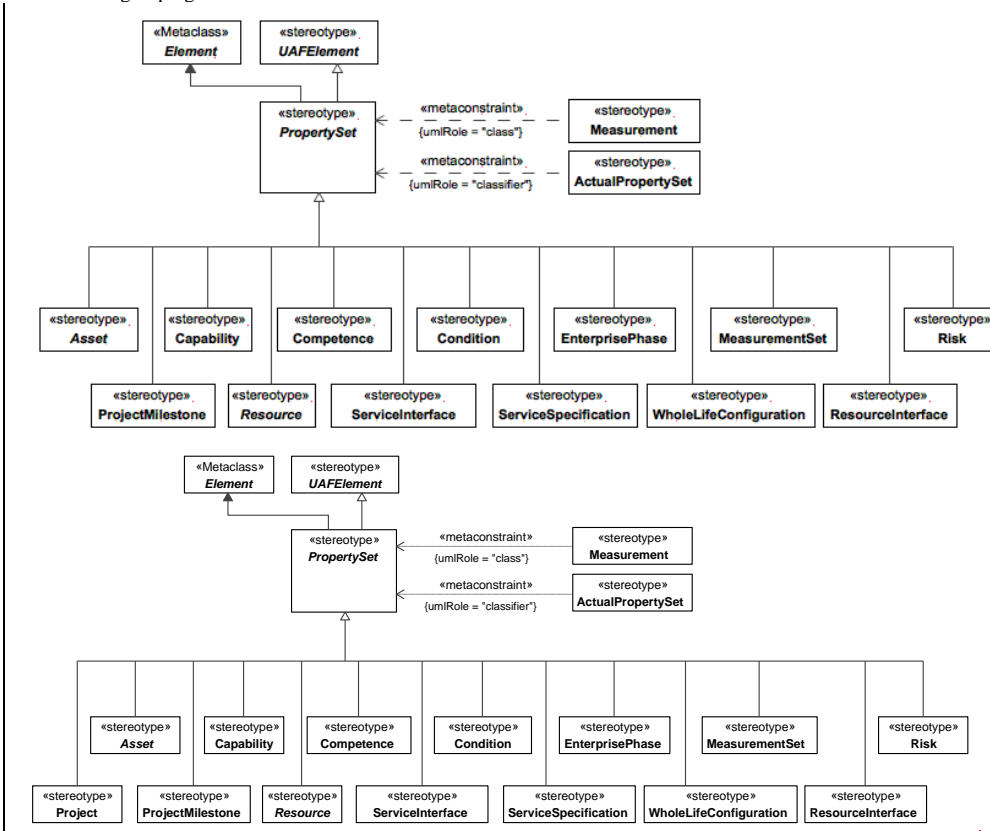 «Metaclass»
Element
«stereotype»
UAFElement
«stereotype»
PropertySet
«metaconstraint»
{umlRole = "class"}
«stereotype»
Measurement
«metaconstraint»
{umlRole = "classifier"}
«stereotype»
ActualPropertySet
«stereotype»
Asset
«stereotype»
Capability
«stereotype»
Competence
«stereotype»
Condition
«stereotype»
EnterprisePhase
«stereotype»
MeasurementSet
«stereotype»
Risk
«stereotype»
ProjectMilestone
«stereotype»
Resource
«stereotype»
ServiceInterface
«stereotype»
ServiceSpecification
«stereotype»
WholeLifeConfiguration
«stereotype»
ResourceInterface
«Metaclass»
Element
«stereotype»
UAFElement
«stereotype»
PropertySet
«metaconstraint»
{umlRole = "class"}
«stereotype»
Measurement
«metaconstraint»
{umlRole = "classifier"}
«stereotype»
ActualPropertySet
«stereotype»
Asset
«stereotype»
Capability
«stereotype»
Competence
«stereotype»
Condition
«stereotype»
EnterprisePhase
«stereotype»
MeasurementSet
«stereotype»
Risk
«stereotype»
Project
«stereotype»
ProjectMilestone
«stereotype»
Resource
«stereotype»
ServiceInterface
«stereotype»
ServiceSpecification
«stereotype»
WholeLifeConfiguration
«stereotype»
ResourceInterface